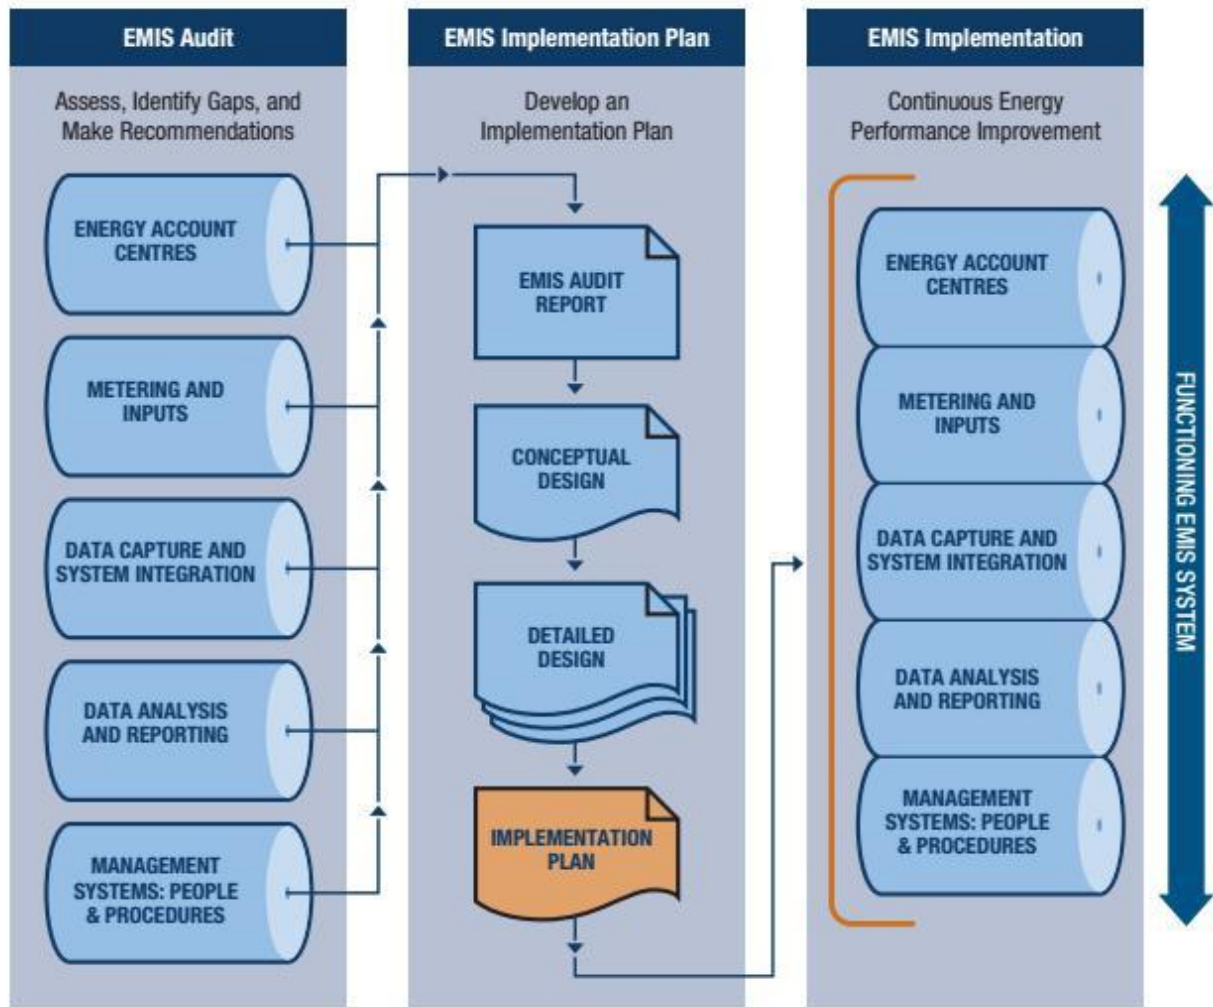 EMIS Audit
Assess, Identify Gaps, and
Make Recommendations
ENERGY ACCOUNT
CENTRES
METERING AND
INPUTS
DATA CAPTURE AND
SYSTEM INTEGRATION
DATA ANALYSIS
AND REPORTING
MANAGEMENT
SYSTEMS: PEOPLE
& PROCEDURES
EMIS Implementation Plan
Develop an
Implementation Plan
EMIS AUDIT
REPORT
CONCEPTUAL
DESIGN
DETAILED
DESIGN
IMPLEMENTATION
PLAN
EMIS Implementation
Continuous Energy
Performance Improvement
ENERGY ACCOUNT
CENTRES
METERING AND
INPUTS
DATA CAPTURE AND
SYSTEM INTEGRATION
DATA ANALYSIS
AND REPORTING
MANAGEMENT
SYSTEMS: PEOPLE
& PROCEDURES
FUNCTIONING EMIS SYSTEM